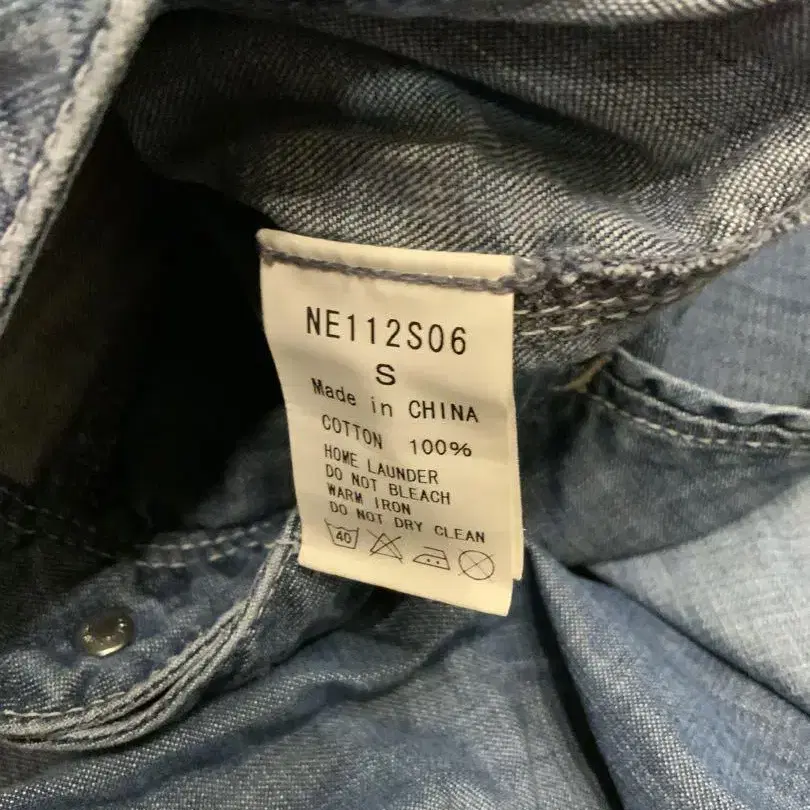 NE112S06
S
Made in CHINA
COTTON 100%
HOME LAUNDER
DO NOT BLEACH
WARM IRON
DO NOT DRY CLEAN
40